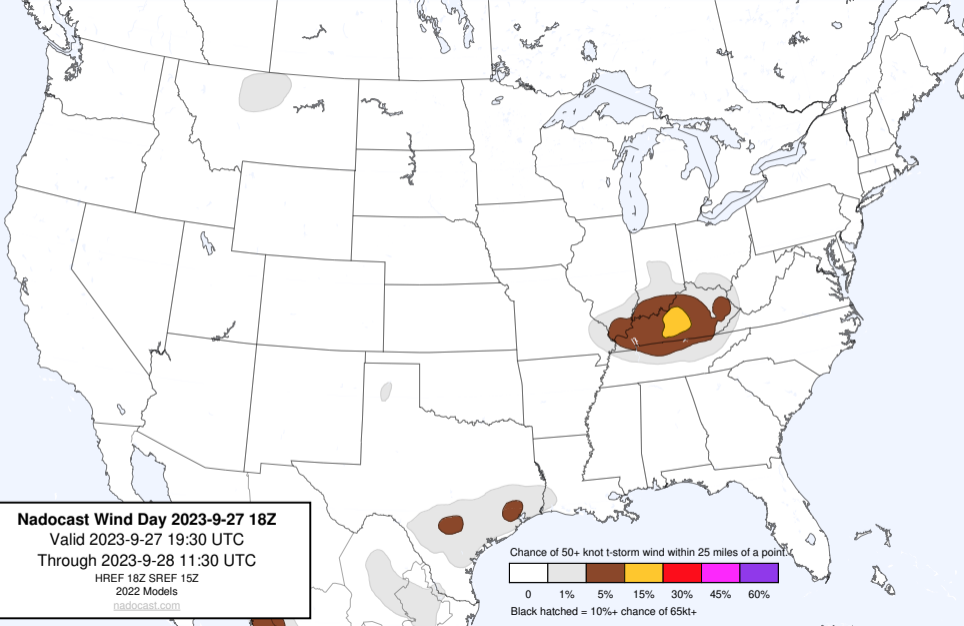 Nadocast Wind Day 2023-9-27 18Z
Valid 2023-9-27 19:30 UTC
Through 2023-9-28 11:30 UTC
HREF 18Z SREF 15Z
2022 Models
nadocast.com
Chance of 50+ knot t-storm wind within 25 miles of a point.
0 1% 5% 15% 30% 45% 60%
Black hatched = 10%+ chance of 65kt+